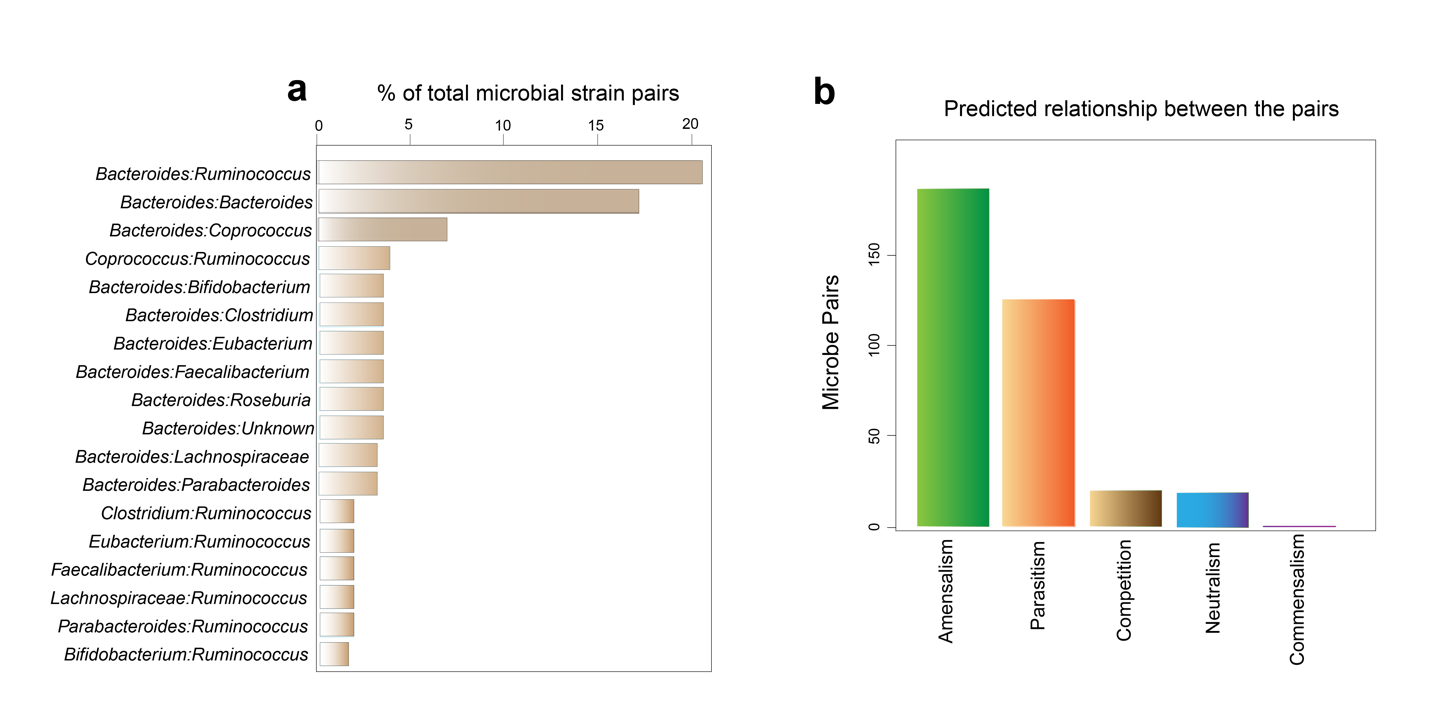 a
% of total microbial strain pairs
0 5 10 15 20
Bacteroides:Ruminococcus
Bacteroides:Bacteroides
Bacteroides:Coprococcus
Coprococcus:Ruminococcus
Bacteroides:Bifidobacterium
Bacteroides:Clostridium
Bacteroides:Eubacterium
Bacteroides:Faecalibacterium
Bacteroides:Roseburia
Bacteroides:Unknown
Bacteroides:Lachnospiraceae
Bacteroides:Parabacteroides
Clostridium:Ruminococcus
Eubacterium:Ruminococcus
Faecalibacterium:Ruminococcus
Lachnospiraceae:Ruminococcus
Parabacteroides:Ruminococcus
Bifidobacterium:Ruminococcus
b
Predicted relationship between the pairs
Microbe Pairs
150
100
50
0
Amensalism
Parasitism
Competition
Neutralism
Commensalism